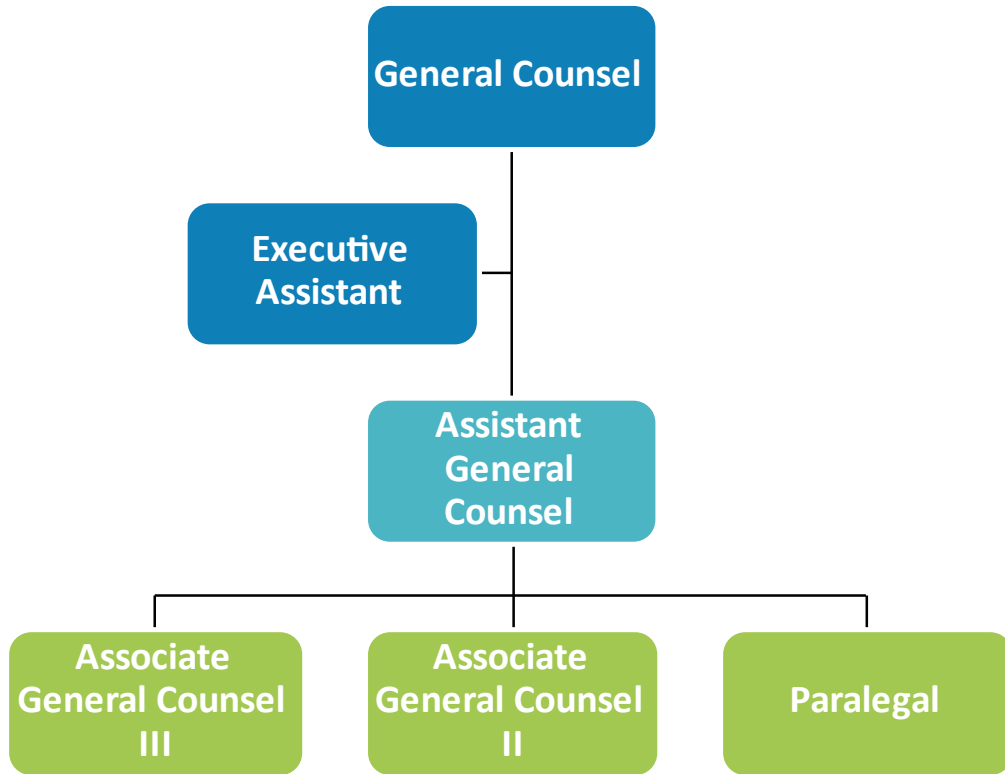 General Counsel
Executive
Assistant
Assistant
General
Counsel
Associate
General Counsel
III
Associate
General Counsel
II
Paralegal